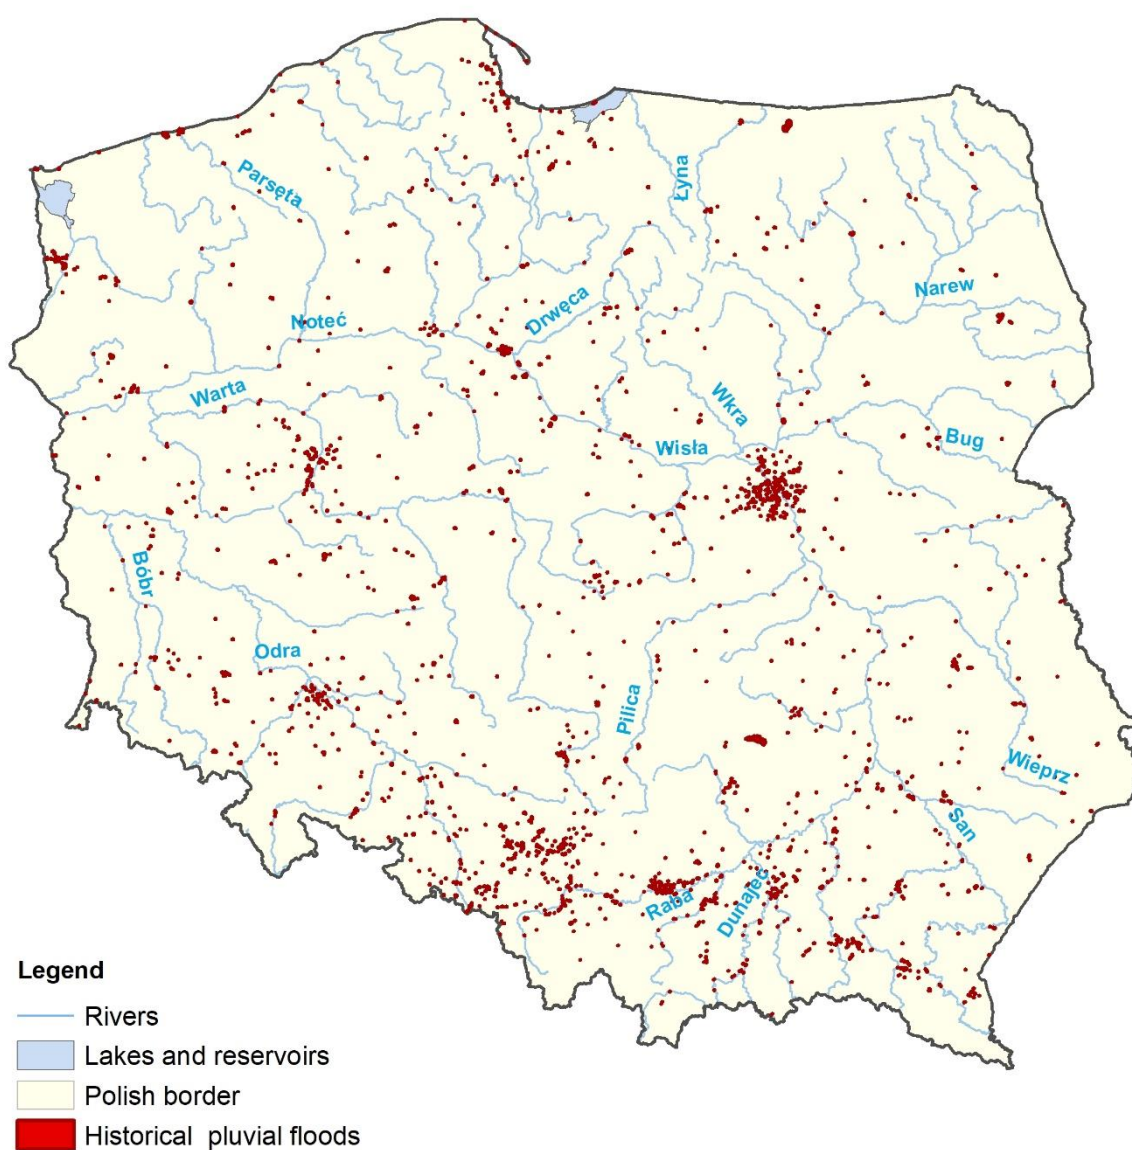 Parsęta
Łyna
Narew
Drwęca
Noteć
Warta
Wkra
Bug
Wisła
Bóbr
Odra
Pilica
Wieprz
San
Dunajec
Raba
Legend
Rivers
Lakes and reservoirs
Polish border
Historical pluvial floods